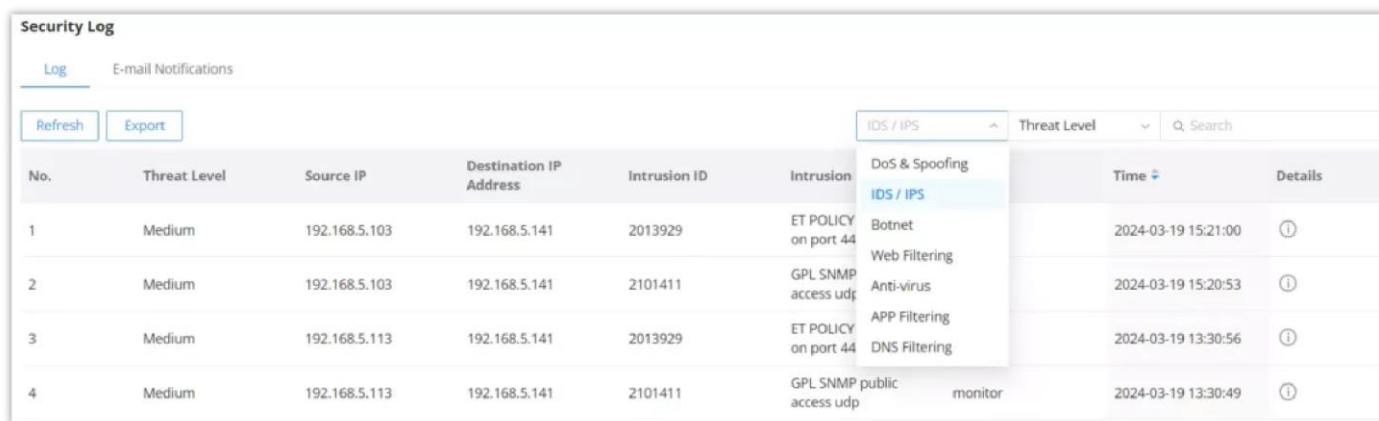 Security Log
Log E-mail Notifications
Refresh Export IDS / IPS Threat Level Search
No. Threat Level Source IP Destination IP Address Intrusion ID Intrusion Time Details
DoS & Spoofing
IDS / IPS
Botnet
Web Filtering
Anti-virus
APP Filtering
DNS Filtering
1 Medium 192.168.5.103 192.168.5.141 2013929 ET POLICY 2024-03-19 15:21:00
on port 44
2 Medium 192.168.5.103 192.168.5.141 2101411 GPL SNMP 2024-03-19 15:20:53
access udp
3 Medium 192.168.5.113 192.168.5.141 2013929 ET POLICY 2024-03-19 13:30:56
on port 44
4 Medium 192.168.5.113 192.168.5.141 2101411 GPL SNMP public monitor 2024-03-19 13:30:49
access udp